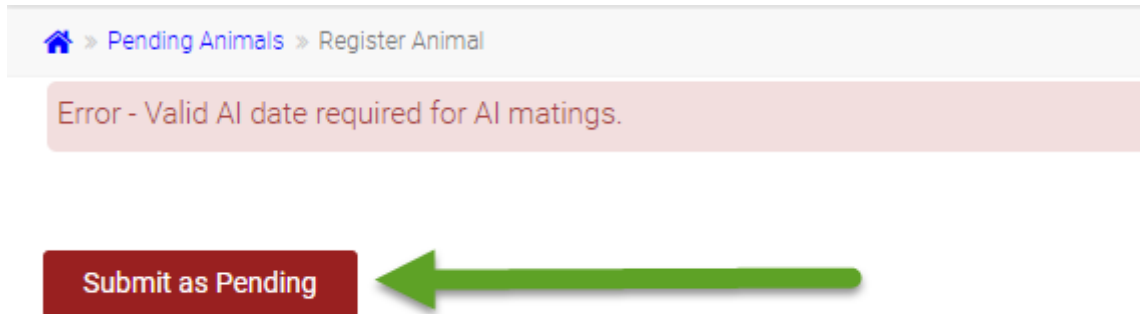 » Pending Animals » Register Animal
Error - Valid AI date required for AI matings.
Submit as Pending